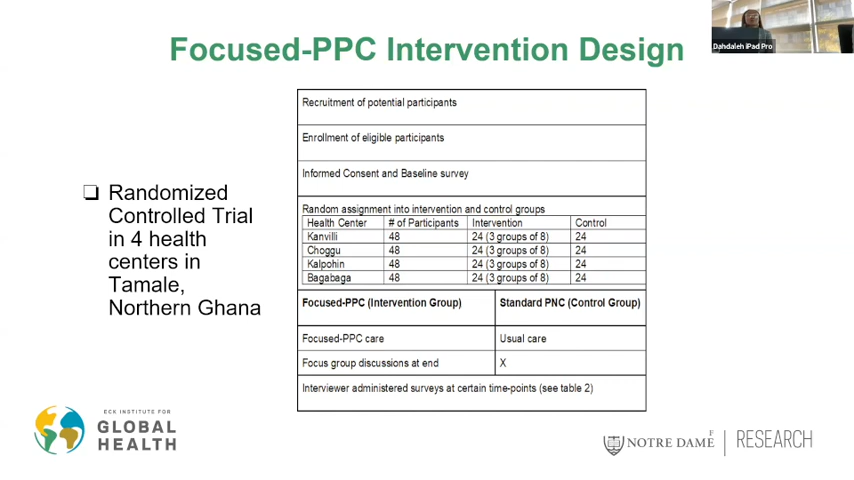 Focused-PPC Intervention Design
Dahdaleh iPad Pro
❏ Randomized
Controlled Trial
in 4 health
centers in
Tamale,
Northern Ghana
Recruitment of potential participants
Enrollment of eligible participants
Informed Consent and Baseline survey
Random assignment into intervention and control groups
Health Center # of Participants Intervention Control
Kanvilli 48 24 (3 groups of 8) 24
Choggu 48 24 (3 groups of 8) 24
Kalpohin 48 24 (3 groups of 8) 24
Bagabaga 48 24 (3 groups of 8) 24
Focused-PPC (Intervention Group) Standard PNC (Control Group)
Focused-PPC care Usual care
Focus group discussions at end X
Interviewer administered surveys at certain time-points (see table 2)
ECK INSTITUTE FOR
GLOBAL
HEALTH
F
NOTRE DAME RESEARCH